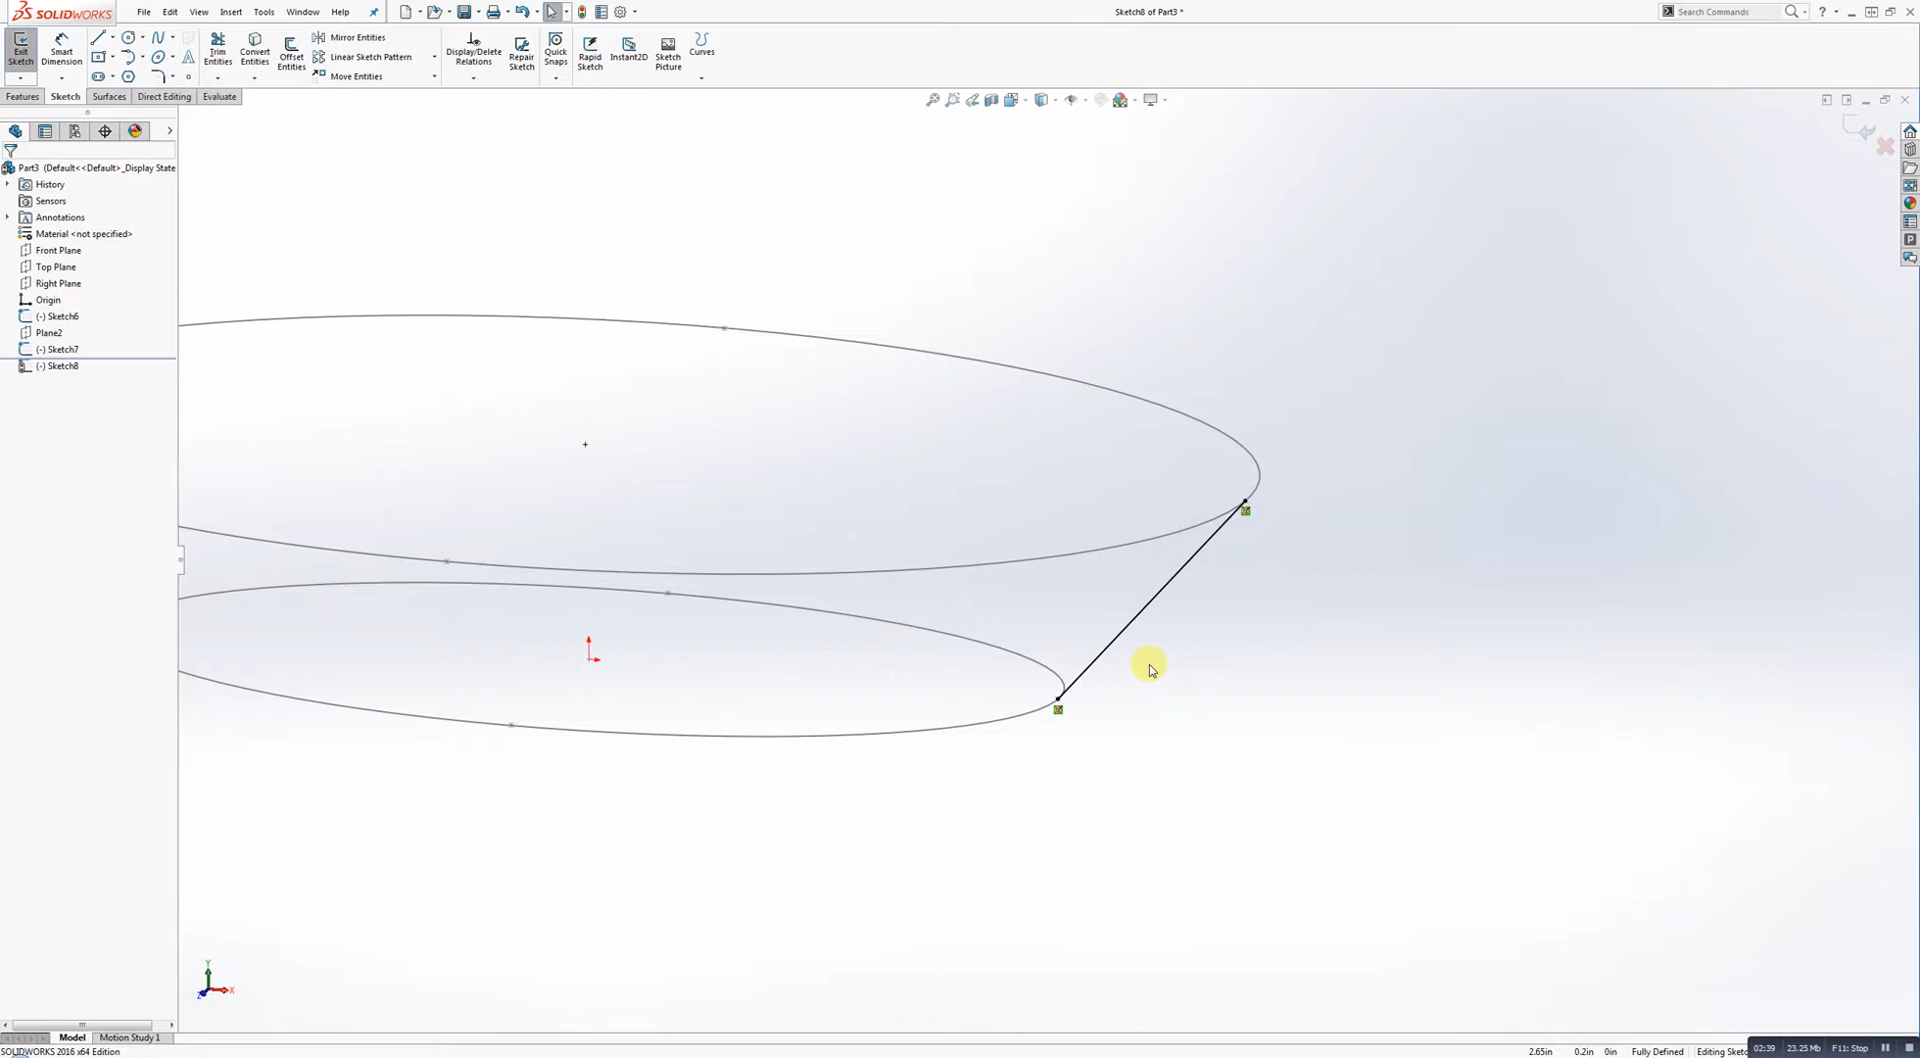 SOLIDWORKS
File
Edit
View
Insert
Tools
Window
Help
Sketch8 of Part3 *
Search Commands
Exit Sketch
Smart Dimension
Trim Entities
Convert Entities
Offset Entities
Mirror Entities
Linear Sketch Pattern
Move Entities
Display/Delete Relations
Repair Sketch
Quick Snaps
Rapid Sketch
Instant2D
Sketch Picture
Curves
Features
Sketch
Surfaces
Direct Editing
Evaluate
Part3 (Default<<Default>_Display State
History
Sensors
Annotations
Material <not specified>
Front Plane
Top Plane
Right Plane
Origin
(-) Sketch6
Plane2
(-) Sketch7
(-) Sketch8
Y
X
Z
Model
Motion Study 1
SOLIDWORKS 2016 x64 Edition
2.65in
0.2in
0in
Fully Defined
Editing Sketc
02:39
23.25 Mb
F11: Stop